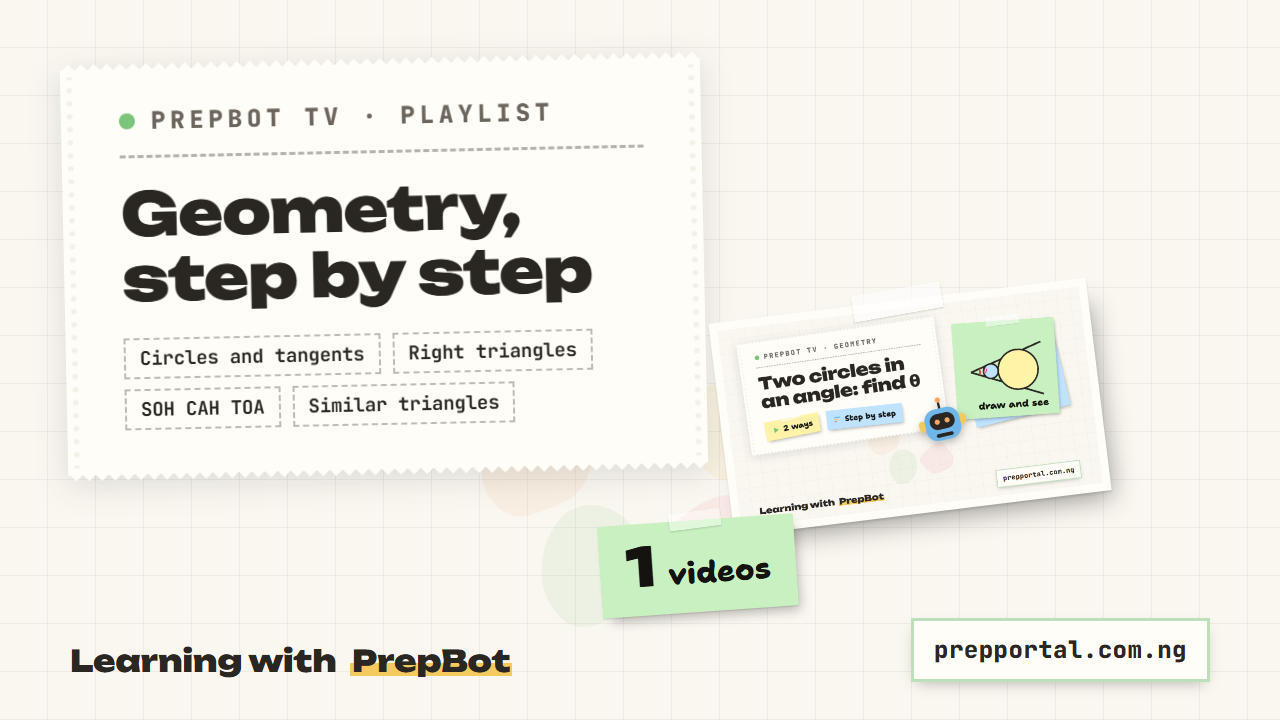 PREPBOT TV · PLAYLIST
Geometry,
step by step
Circles and tangents
Right triangles
SOH CAH TOA
Similar triangles
PREPBOT TV · GEOMETRY
Two circles in
an angle: find θ
2 ways
Step by step
draw and see
prepportal.com.ng
Learning with PrepBot
1 videos
Learning with PrepBot
prepportal.com.ng